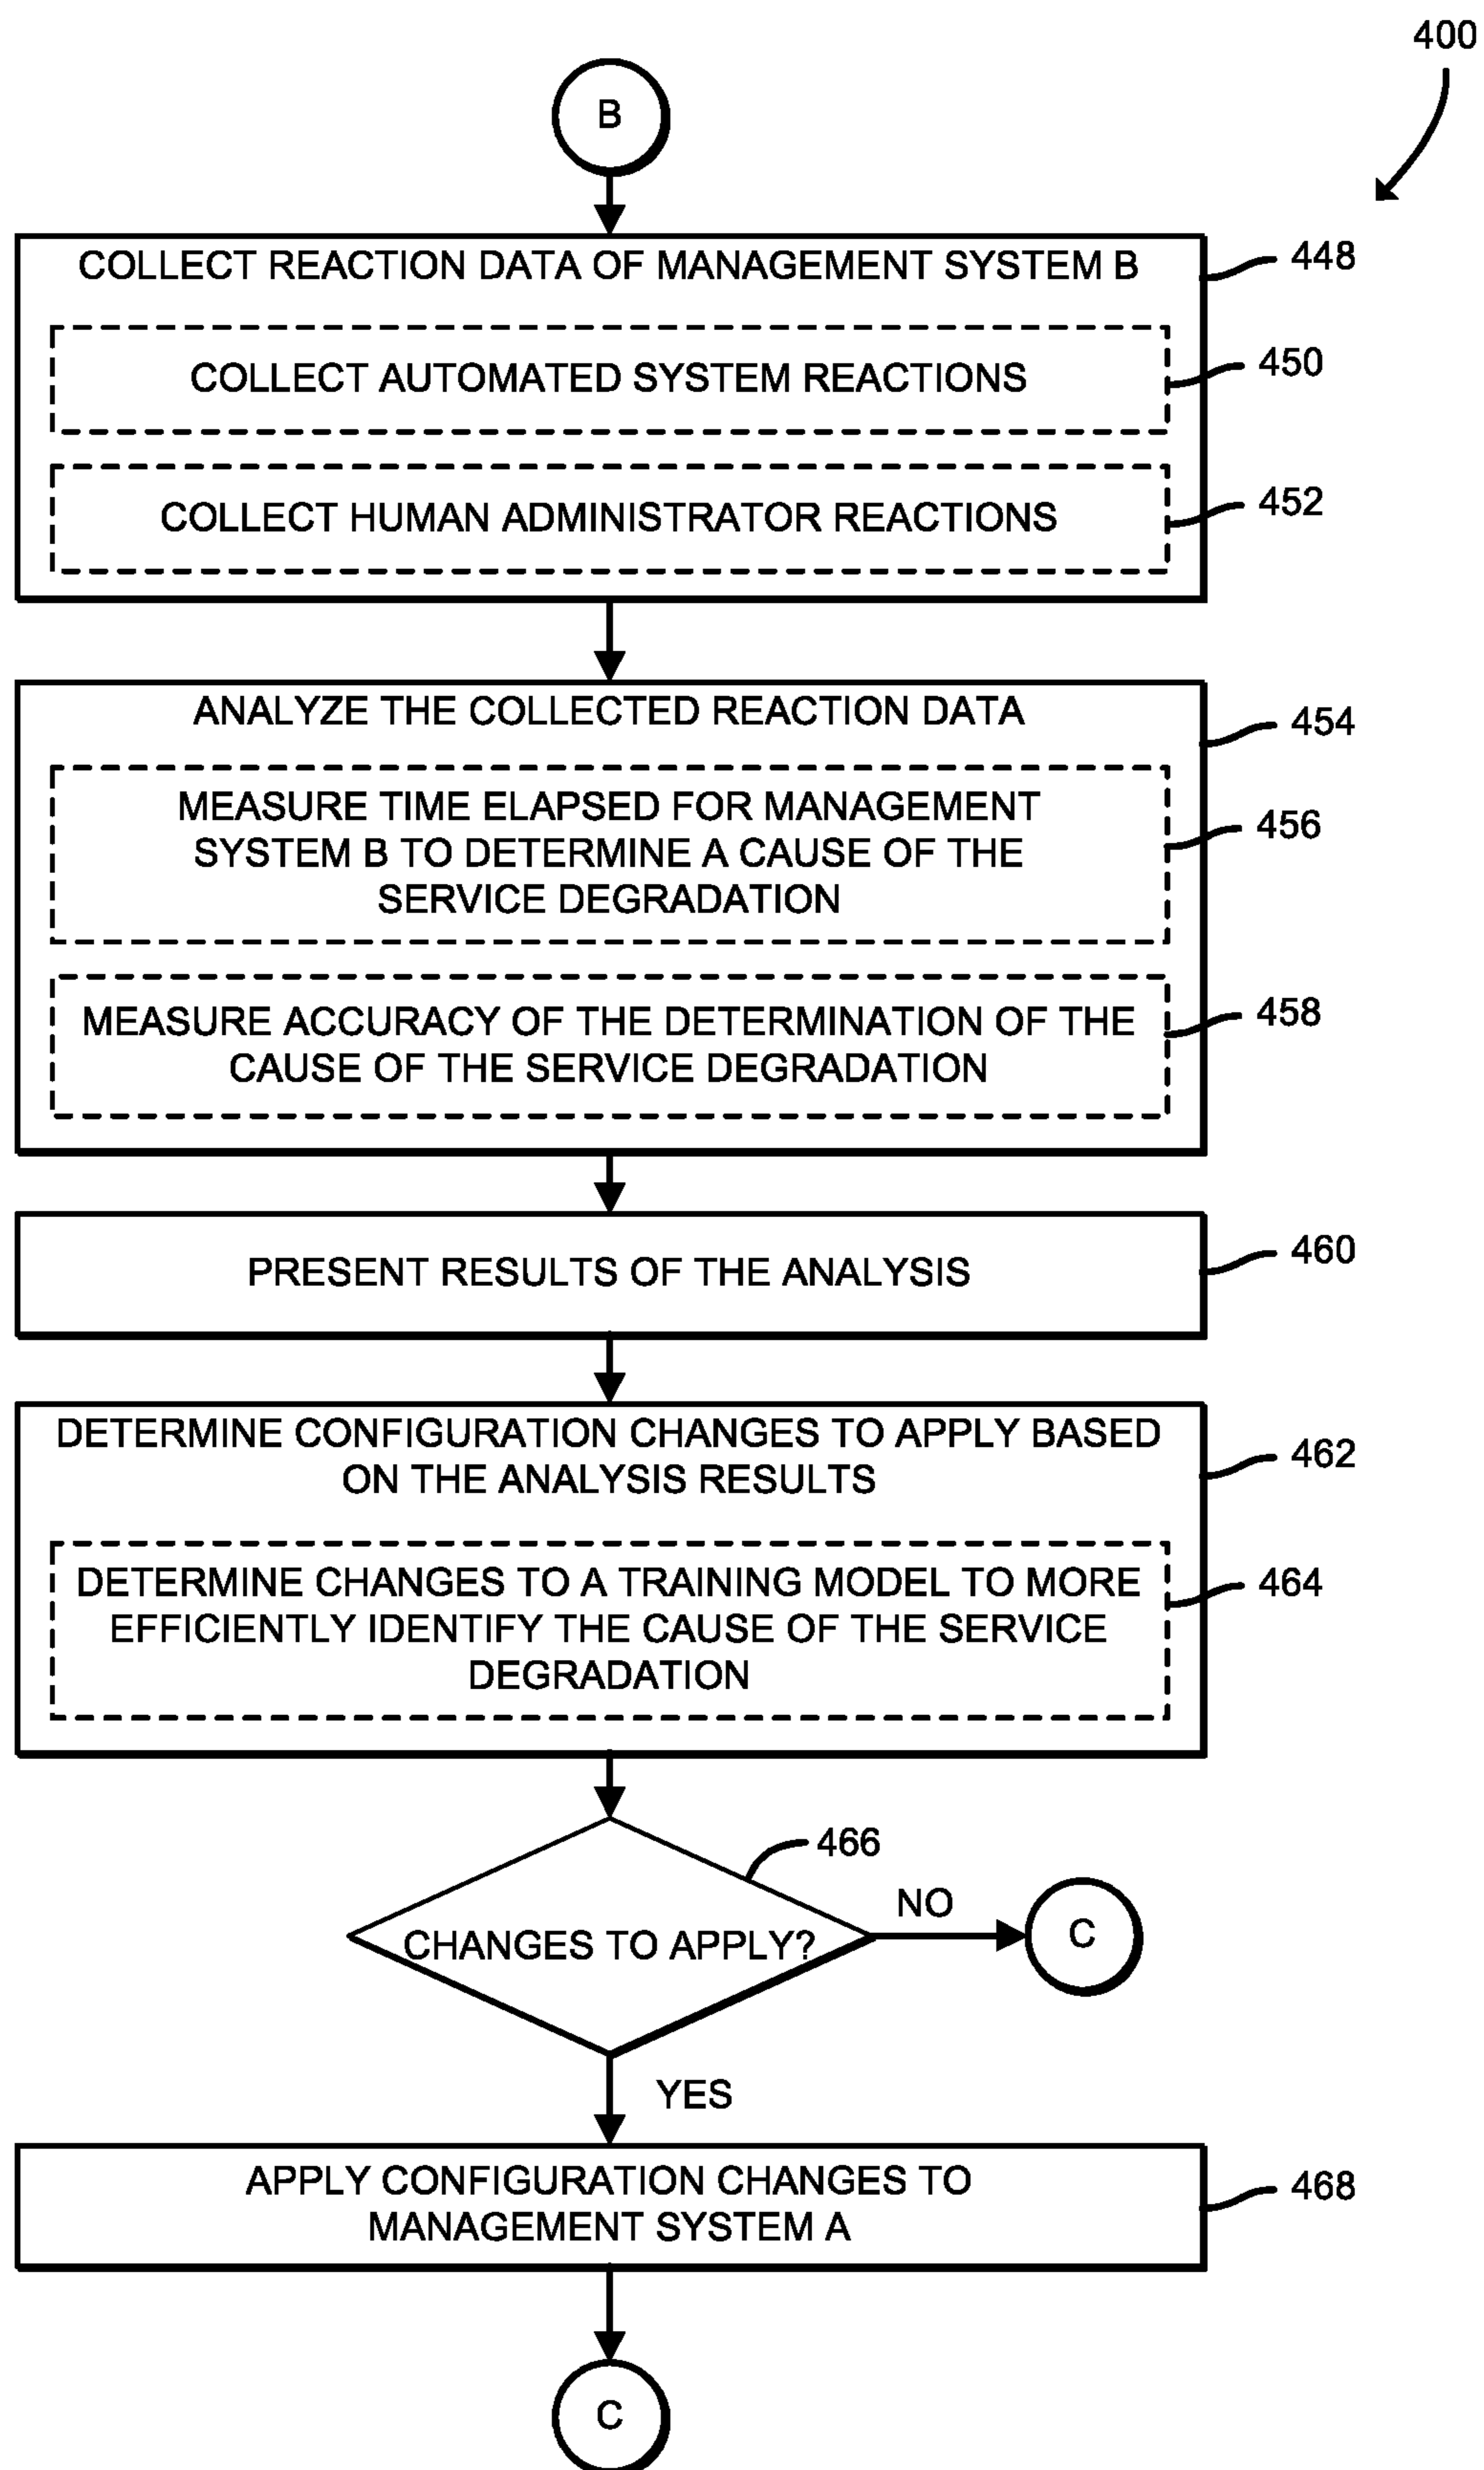 400
B
COLLECT REACTION DATA OF MANAGEMENT SYSTEM B
448
COLLECT AUTOMATED SYSTEM REACTIONS
450
COLLECT HUMAN ADMINISTRATOR REACTIONS
452
ANALYZE THE COLLECTED REACTION DATA
454
MEASURE TIME ELAPSED FOR MANAGEMENT
SYSTEM B TO DETERMINE A CAUSE OF THE
SERVICE DEGRADATION
456
MEASURE ACCURACY OF THE DETERMINATION OF THE
CAUSE OF THE SERVICE DEGRADATION
458
PRESENT RESULTS OF THE ANALYSIS
460
DETERMINE CONFIGURATION CHANGES TO APPLY BASED
ON THE ANALYSIS RESULTS
462
DETERMINE CHANGES TO A TRAINING MODEL TO MORE
EFFICIENTLY IDENTIFY THE CAUSE OF THE SERVICE
DEGRADATION
464
466
CHANGES TO APPLY?
NO
C
YES
APPLY CONFIGURATION CHANGES TO
MANAGEMENT SYSTEM A
468
C